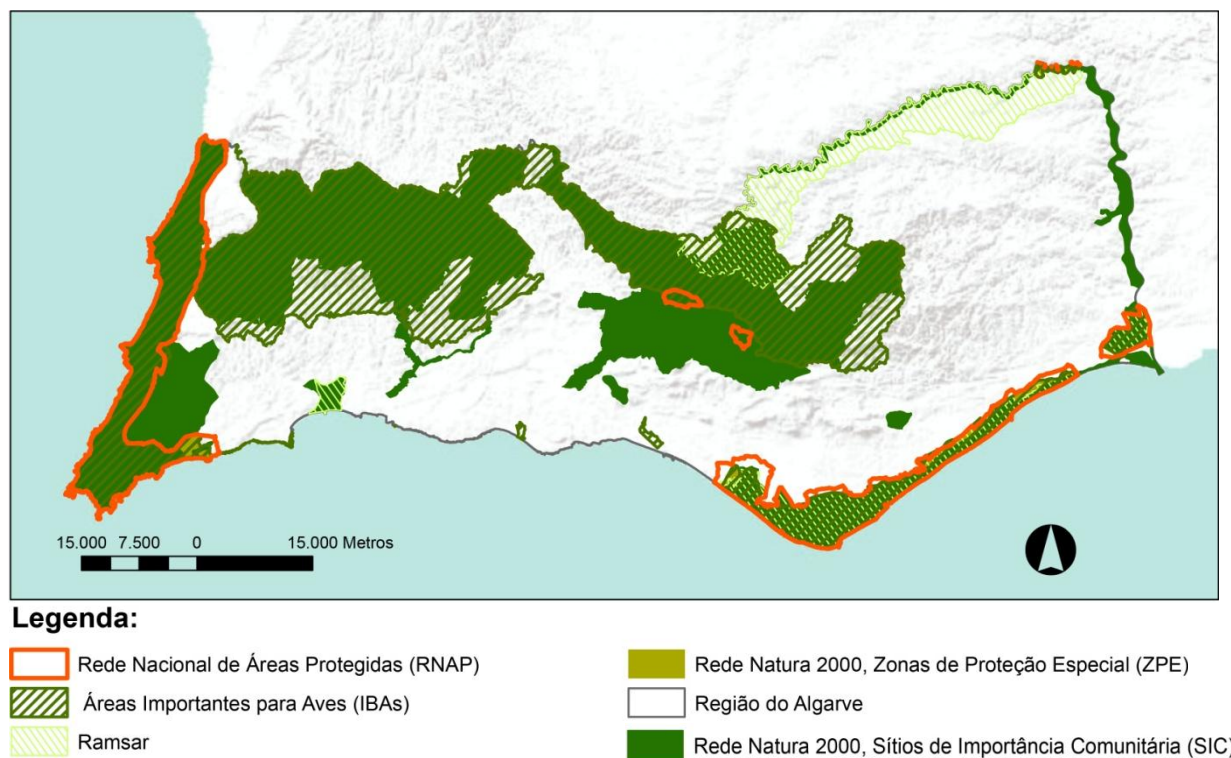 15.000 7.500 0 15.000 Metros
Legenda:
Rede Nacional de Áreas Protegidas (RNAP)
Áreas Importantes para Aves (IBAs)
Ramsar
Rede Natura 2000, Zonas de Proteção Especial (ZPE)
Região do Algarve
Rede Natura 2000, Sítios de Importância Comunitária (SIC)